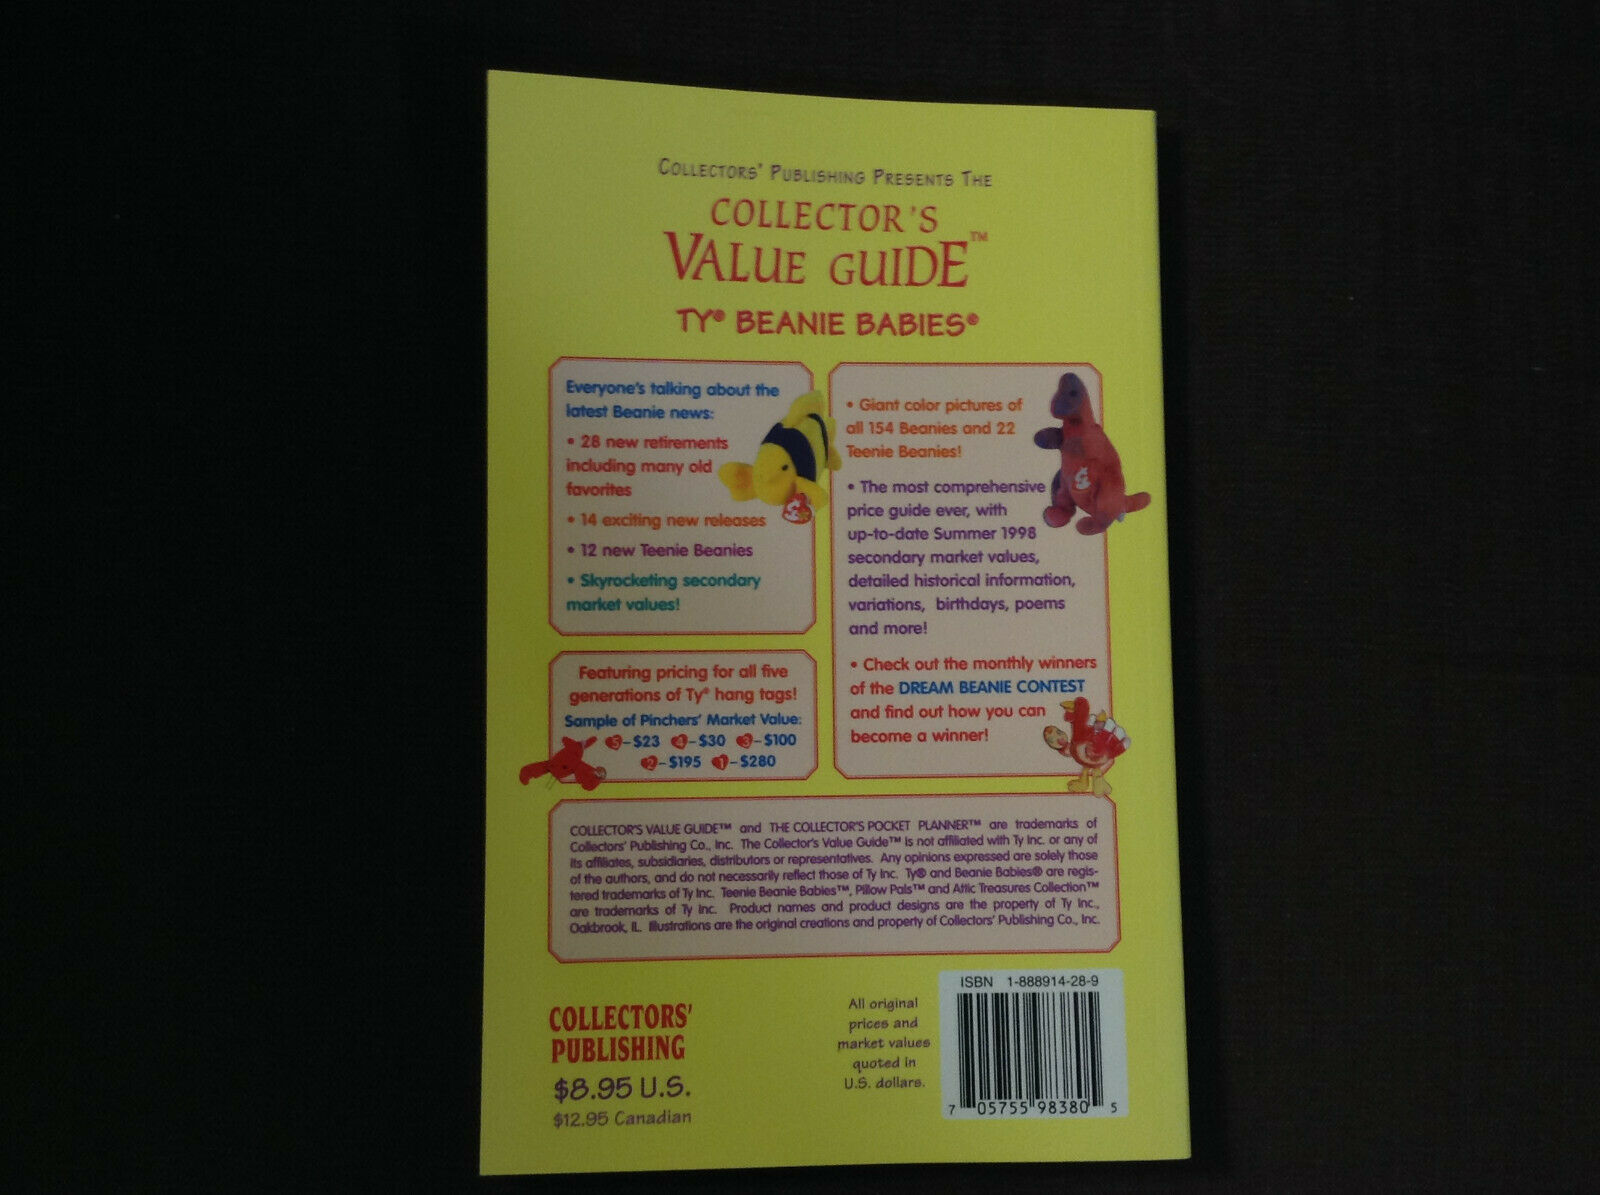 COLLECTORS' PUBLISHING PRESENTS THE
COLLECTOR'S
VALUE GUIDE™
TY® BEANIE BABIES®
Everyone's talking about the
latest Beanie news:
• 28 new retirements
including many old
favorites
• 14 exciting new releases
• 12 new Teenie Beanies
• Skyrocketing secondary
market values!
Featuring pricing for all five
generations of Ty® hang tags!
Sample of Pinchers' Market Value:
5–$23 4–$30 3–$100
2–$195 1–$280
• Giant color pictures of
all 154 Beanies and 22
Teenie Beanies!
• The most comprehensive
price guide ever, with
up-to-date Summer 1998
secondary market values,
detailed historical information,
variations, birthdays, poems
and more!
• Check out the monthly winners
of the DREAM BEANIE CONTEST
and find out how you can
become a winner!
COLLECTOR'S VALUE GUIDE™ and THE COLLECTOR'S POCKET PLANNER™ are trademarks of
Collectors' Publishing Co., Inc. The Collector's Value Guide™ is not affiliated with Ty Inc. or any of
its affiliates, subsidiaries, distributors or representatives. Any opinions expressed are solely those
of the authors, and do not necessarily reflect those of Ty Inc. Ty® and Beanie Babies® are regis-
tered trademarks of Ty Inc. Teenie Beanie Babies™, Pillow Pals™ and Attic Treasures Collection™
are trademarks of Ty Inc. Product names and product designs are the property of Ty Inc.,
Oakbrook, IL. Illustrations are the original creations and property of Collectors' Publishing Co., Inc.
COLLECTORS'
PUBLISHING
$8.95 U.S.
$12.95 Canadian
All original
prices and
market values
quoted in
U.S. dollars.
ISBN 1-888914-28-9
7 05755 98380 5